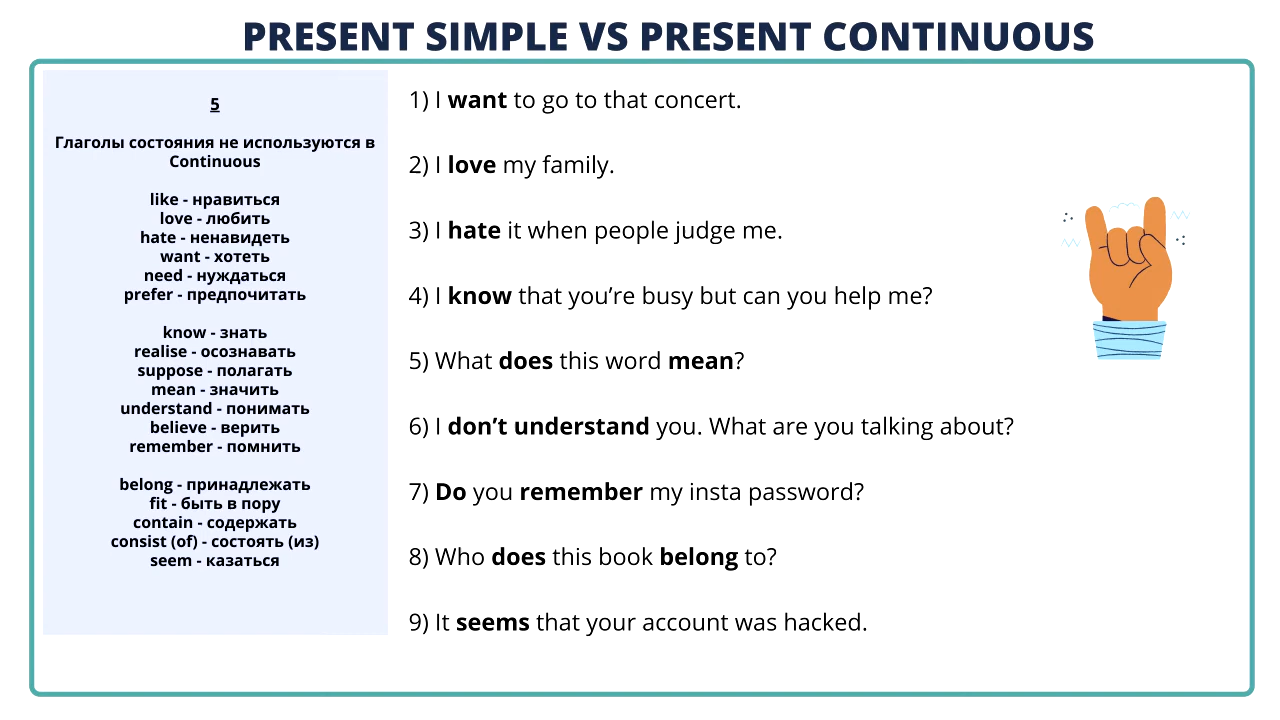 PRESENT SIMPLE VS PRESENT CONTINUOUS
5
Глаголы состояния не используются в
Continuous
like - нравиться
love - любить
hate - ненавидеть
want - хотеть
need - нуждаться
prefer - предпочитать
know - знать
realise - осознавать
suppose - полагать
mean - значить
understand - понимать
believe - верить
remember - помнить
belong - принадлежать
fit - быть в пору
contain - содержать
consist (of) - состоять (из)
seem - казаться
1) I want to go to that concert.
2) I love my family.
3) I hate it when people judge me.
4) I know that you’re busy but can you help me?
5) What does this word mean?
6) I don’t understand you. What are you talking about?
7) Do you remember my insta password?
8) Who does this book belong to?
9) It seems that your account was hacked.